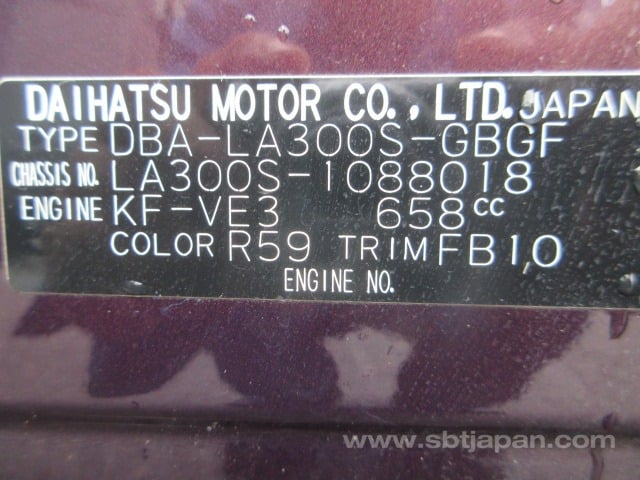 DAIHATSU MOTOR CO., LTD. JAPAN
TYPE DBA-LA300S-GBGF
CHASSIS NO. LA300S-1088018
ENGINE KF-VE3 658cc
COLOR R59 TRIM FB10
ENGINE NO.
www.sbtjapan.com